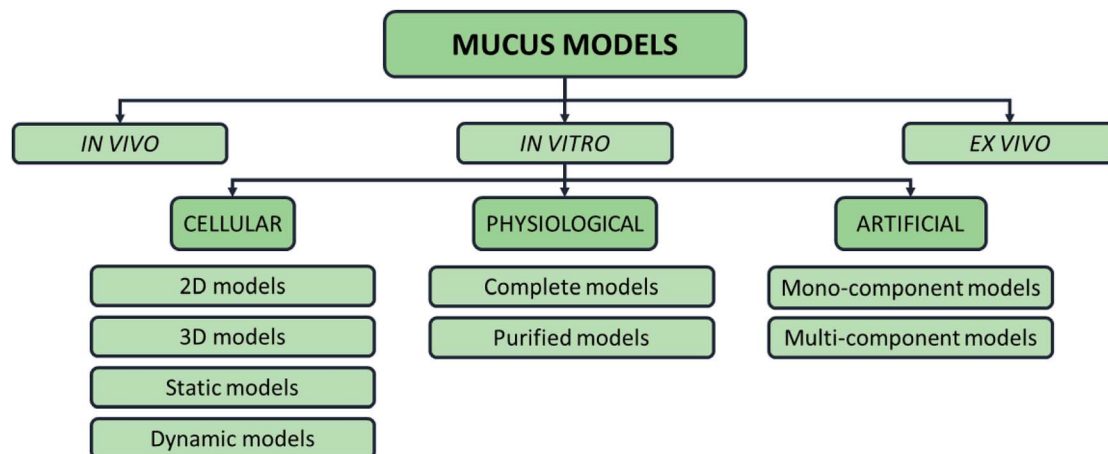 MUCUS MODELS
IN VIVO
IN VITRO
EX VIVO
CELLULAR
PHYSIOLOGICAL
ARTIFICIAL
2D models
3D models
Static models
Dynamic models
Complete models
Purified models
Mono-component models
Multi-component models